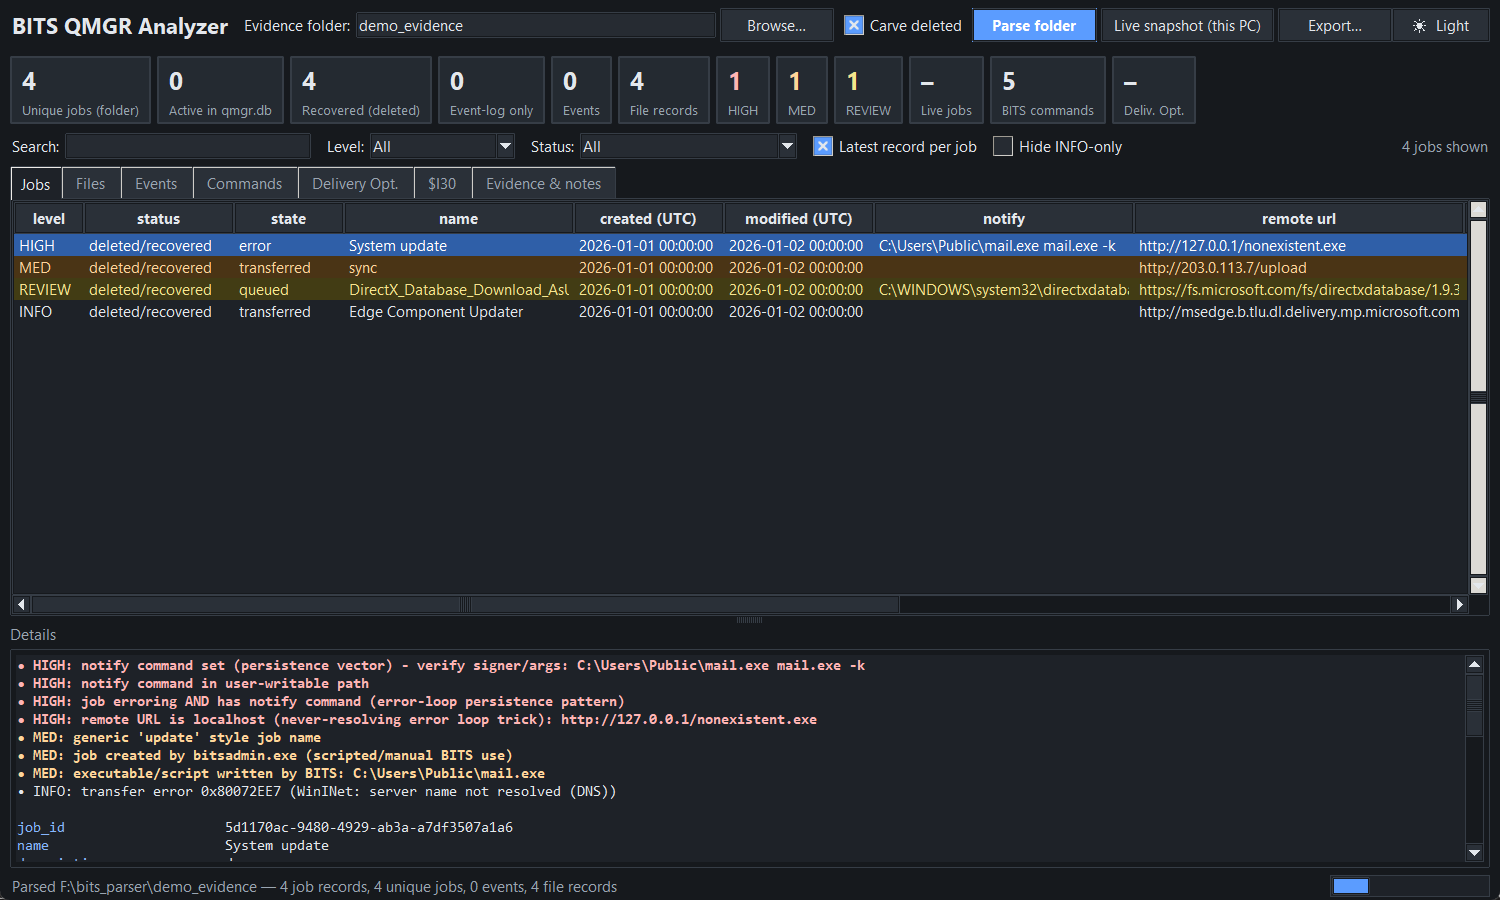 BITS QMGR Analyzer Evidence folder: demo_evidence Browse... Carve deleted Parse folder Live snapshot (this PC) Export... Light
4 0 4 0 0 4 1 1 1 – 5 –
Unique jobs (folder) Active in qmgr.db Recovered (deleted) Event-log only Events File records HIGH MED REVIEW Live jobs BITS commands Deliv. Opt.
Search: Level: All Status: All Latest record per job Hide INFO-only 4 jobs shown
Jobs Files Events Commands Delivery Opt. $I30 Evidence & notes
level status state name created (UTC) modified (UTC) notify remote url
HIGH deleted/recovered error System update 2026-01-01 00:00:00 2026-01-02 00:00:00 C:\Users\Public\mail.exe mail.exe -k http://127.0.0.1/nonexistent.exe
MED deleted/recovered transferred sync 2026-01-01 00:00:00 2026-01-02 00:00:00 http://203.0.113.7/upload
REVIEW deleted/recovered queued DirectX_Database_Download_AsU 2026-01-01 00:00:00 2026-01-02 00:00:00 C:\WINDOWS\system32\directxdataba https://fs.microsoft.com/fs/directxdatabase/1.9.3
INFO deleted/recovered transferred Edge Component Updater 2026-01-01 00:00:00 2026-01-02 00:00:00 http://msedge.b.tlu.dl.delivery.mp.microsoft.com
Details
• HIGH: notify command set (persistence vector) - verify signer/args: C:\Users\Public\mail.exe mail.exe -k
• HIGH: notify command in user-writable path
• HIGH: job erroring AND has notify command (error-loop persistence pattern)
• HIGH: remote URL is localhost (never-resolving error loop trick): http://127.0.0.1/nonexistent.exe
• MED: generic 'update' style job name
• MED: job created by bitsadmin.exe (scripted/manual BITS use)
• MED: executable/script written by BITS: C:\Users\Public\mail.exe
• INFO: transfer error 0x80072EE7 (WinINet: server name not resolved (DNS))
job_id 5d1170ac-9480-4929-ab3a-a7df3507a1a6
name System update
Parsed F:\bits_parser\demo_evidence — 4 job records, 4 unique jobs, 0 events, 4 file records